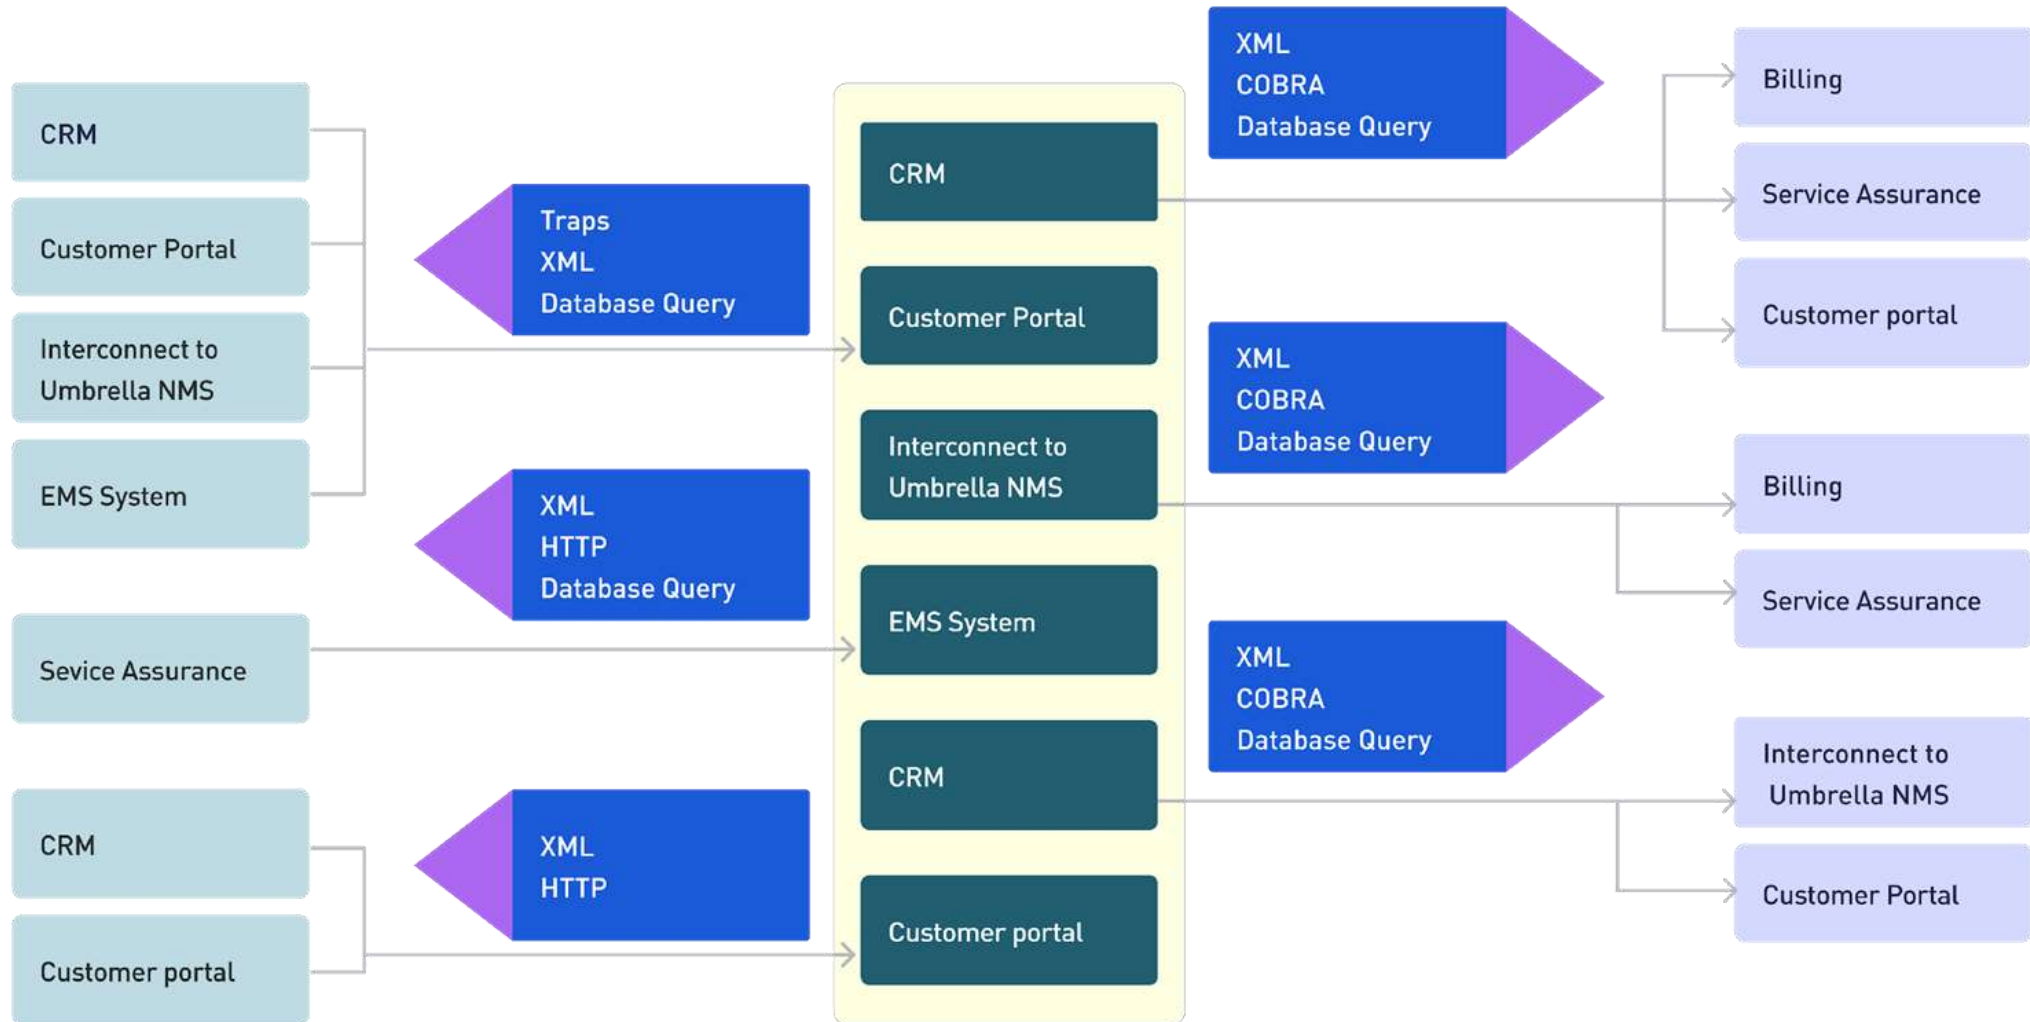 CRM
Customer Portal
Interconnect to
Umbrella NMS
EMS System
Sevice Assurance
CRM
Customer portal
Traps
XML
Database Query
XML
HTTP
Database Query
XML
HTTP
CRM
Customer Portal
Interconnect to
Umbrella NMS
EMS System
CRM
Customer portal
XML
COBRA
Database Query
XML
COBRA
Database Query
XML
COBRA
Database Query
Billing
Service Assurance
Customer portal
Billing
Service Assurance
Interconnect to
Umbrella NMS
Customer Portal